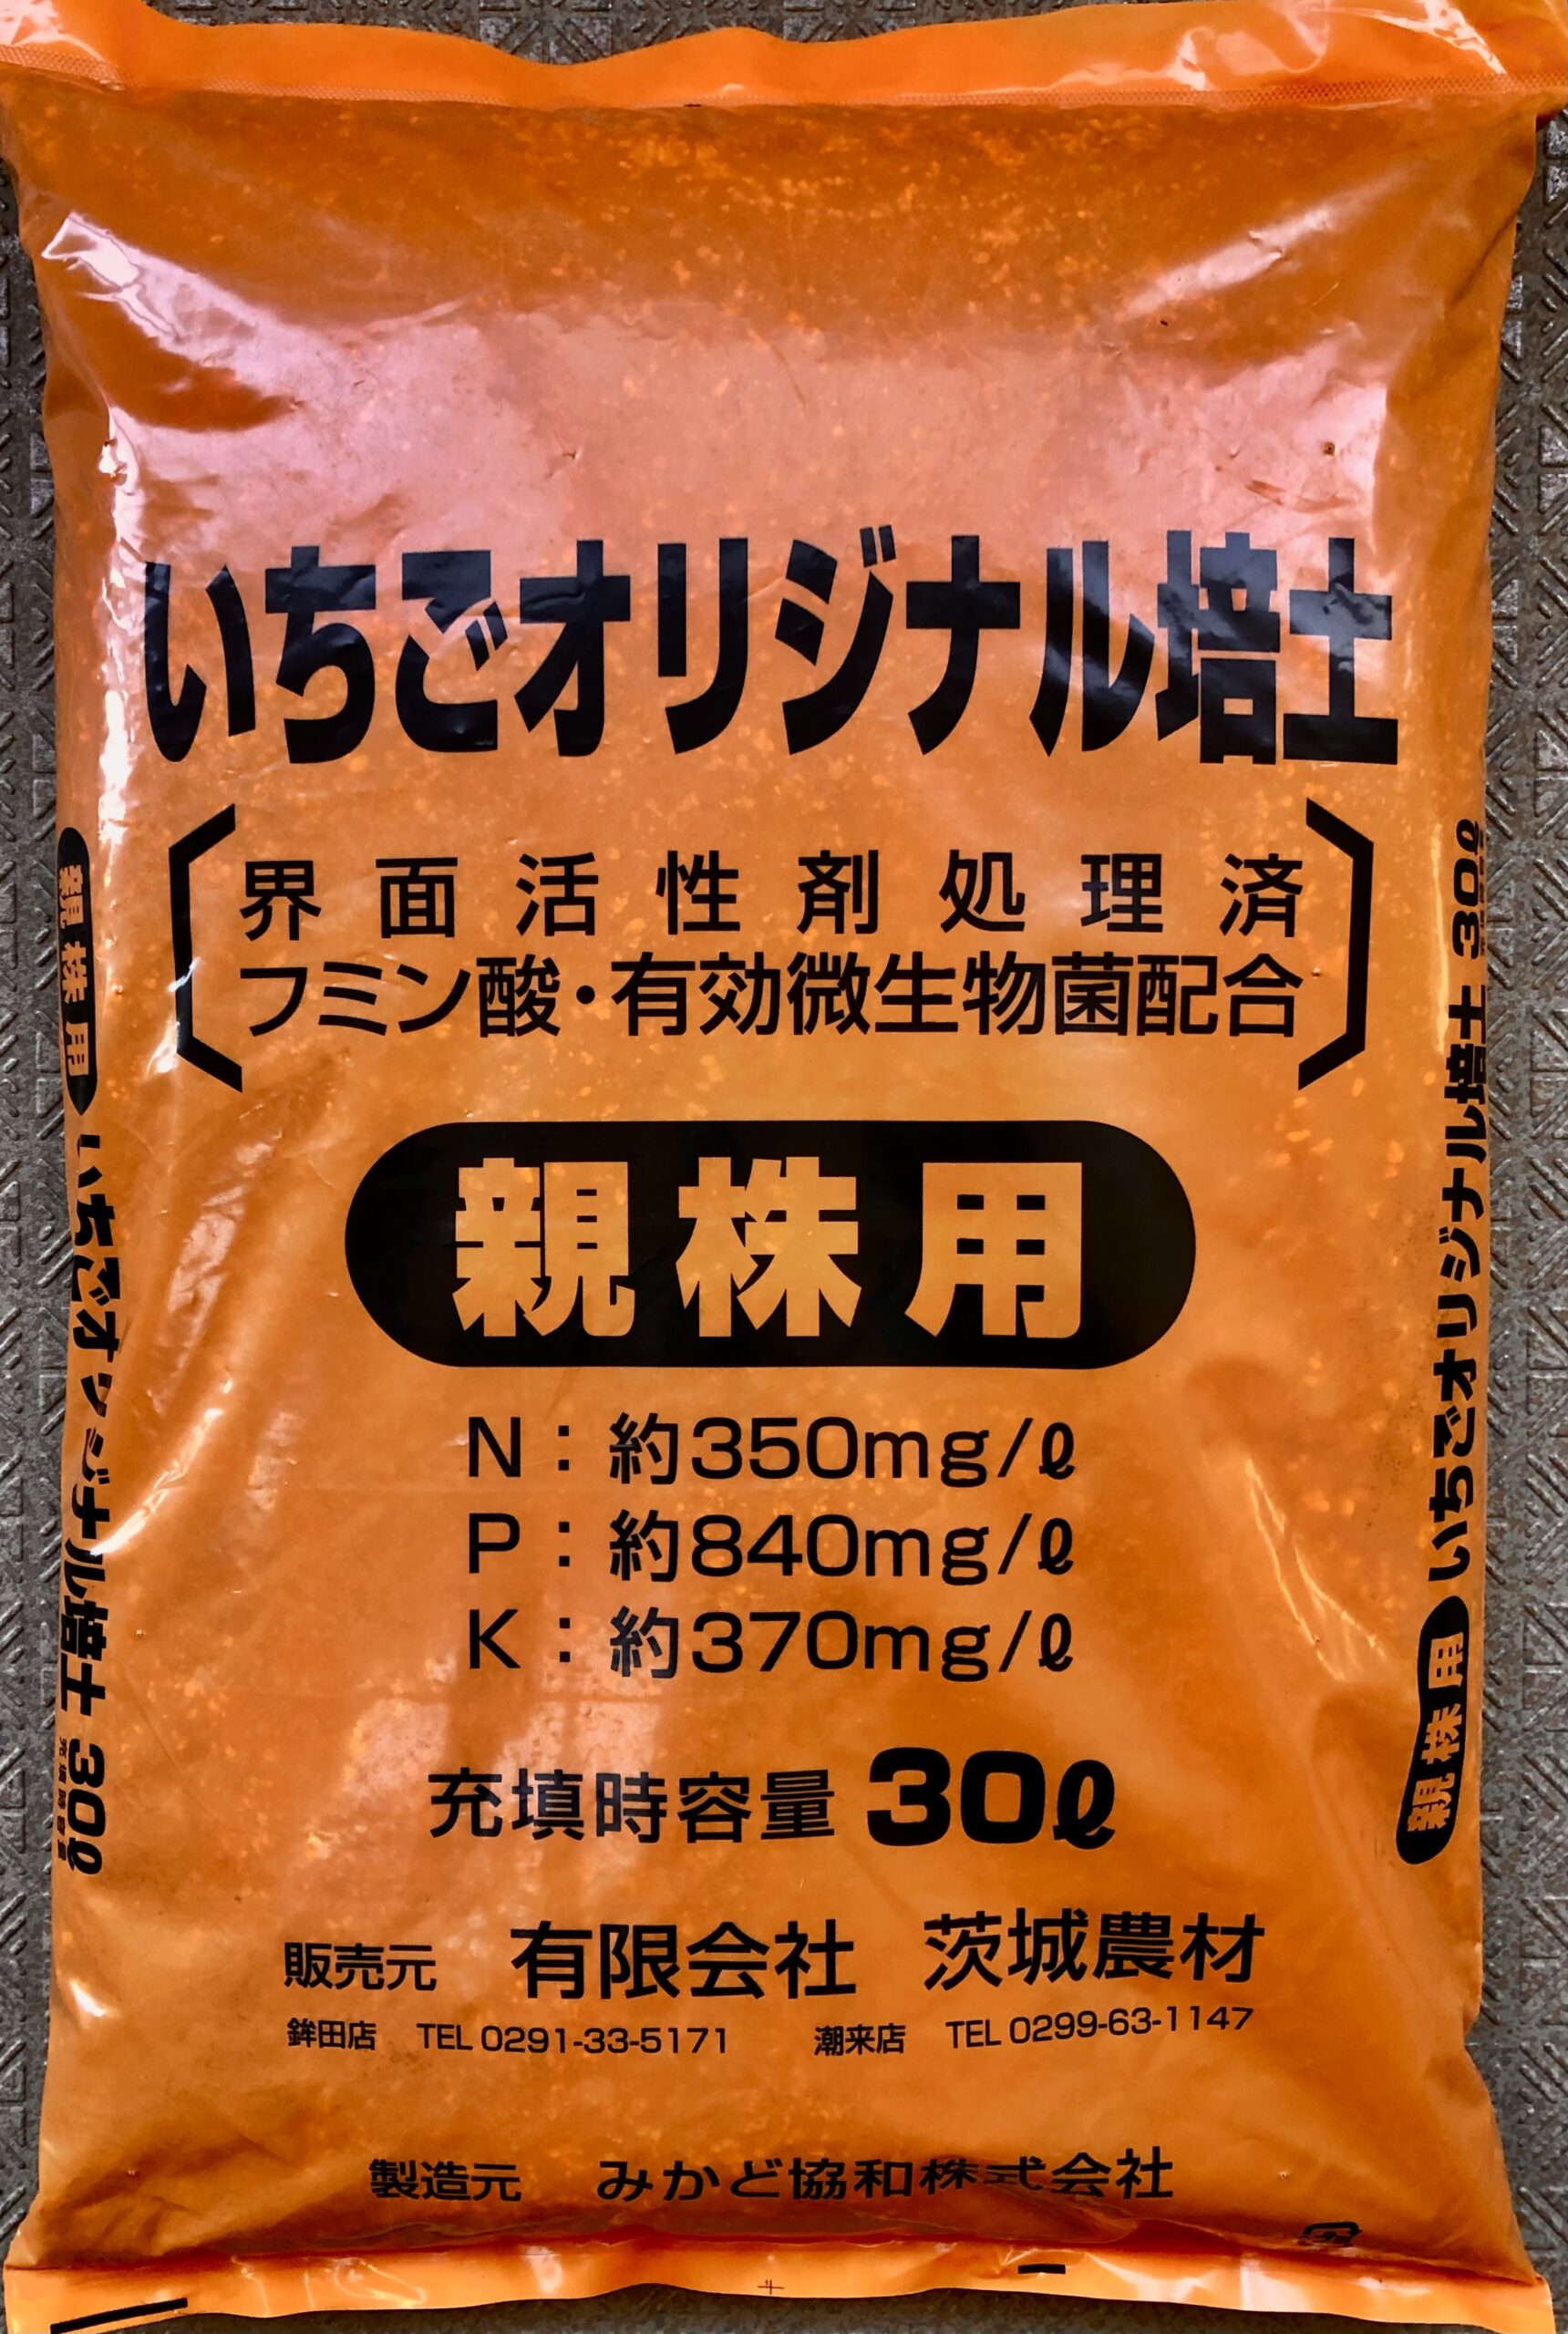 いちごオリジナル培土
界面活性剤処理済
フミン酸・有効微生物菌配合
親株用
N：約350mg/ℓ
P：約840mg/ℓ
K：約370mg/ℓ
充填時容量 30ℓ
販売元 有限会社 茨城農材
鉾田店 TEL 0291-33-5171 潮来店 TEL 0299-63-1147
製造元 みかど協和株式会社
親株用 いちごオリジナル培土 30ℓ
充填時容量
親株用 いちごオリジナル培土 30ℓ